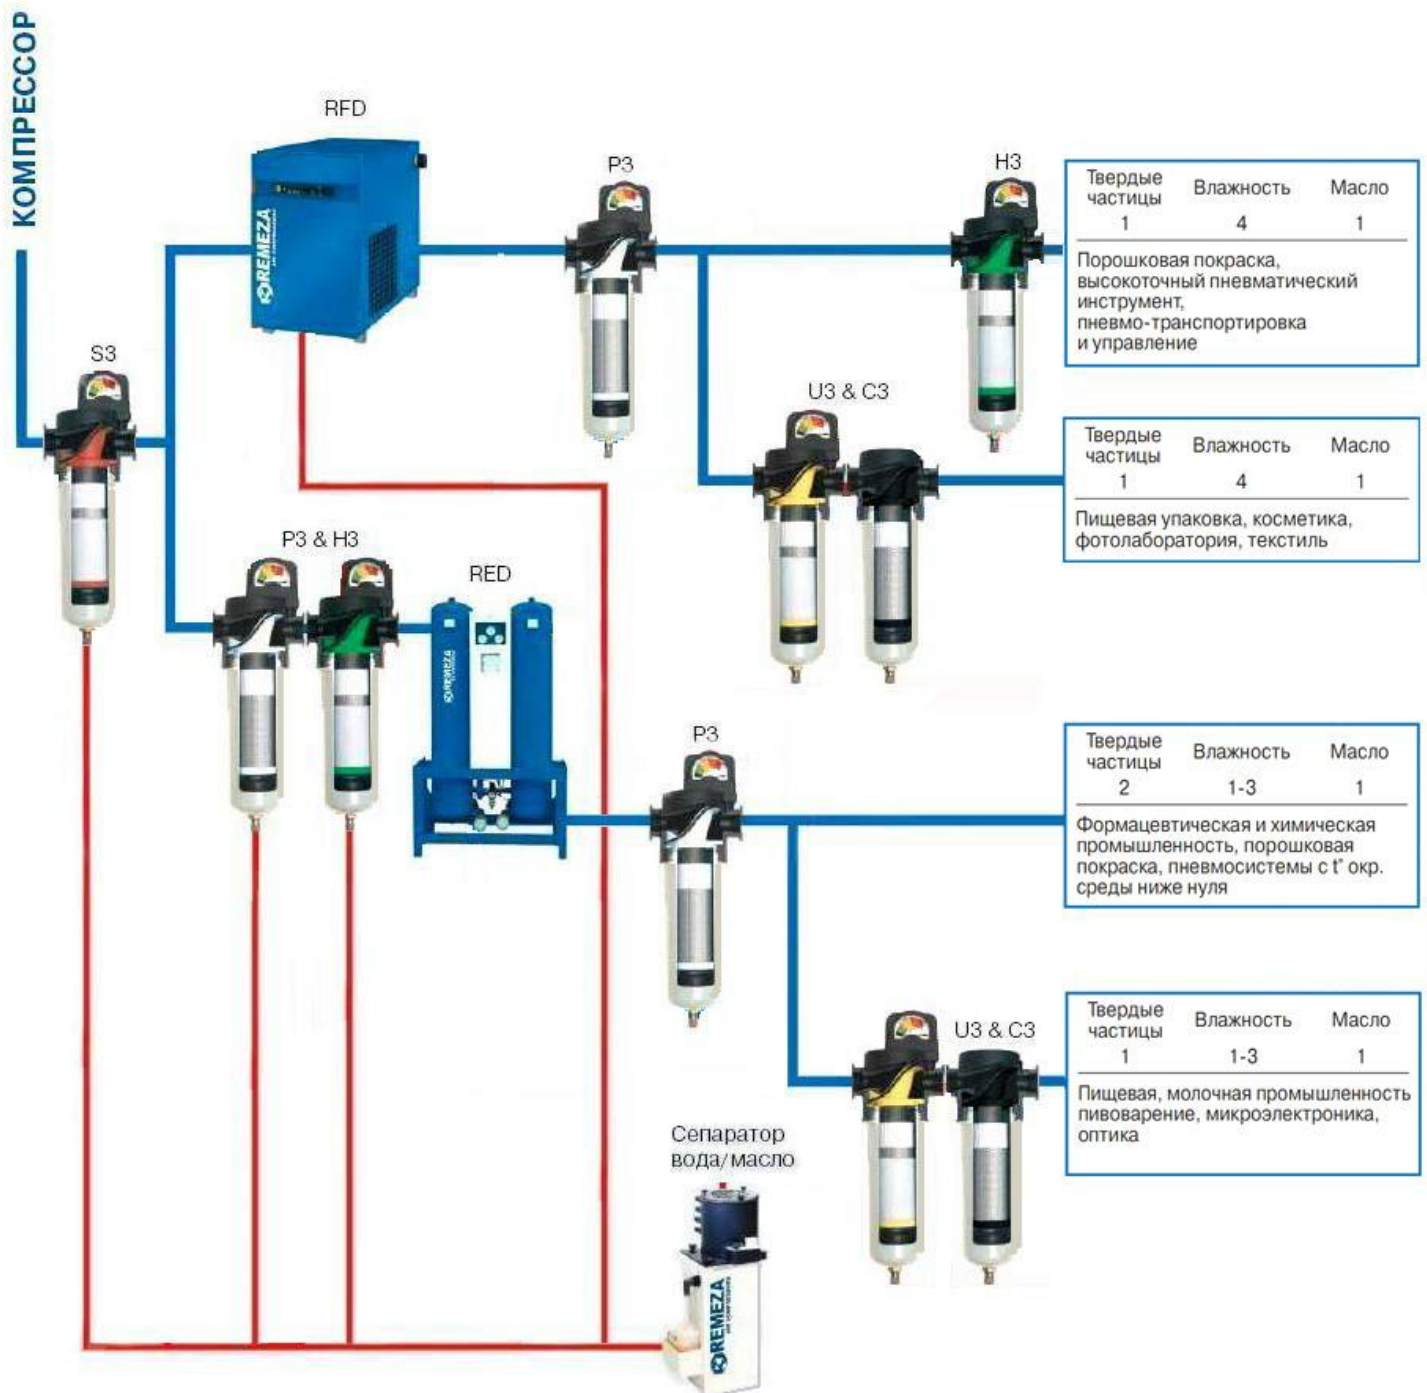 КОМПРЕССОР
RFD
REMEZA
AIR COMPRESSORS
P3
H3
Твердые частицы Влажность Масло
1 4 1
Порошковая покраска,
высокоточный пневматический
инструмент,
пневмо-транспортировка
и управление
S3
U3 & C3
Твердые частицы Влажность Масло
1 4 1
Пищевая упаковка, косметика,
фотолаборатория, текстиль
P3 & H3
RED
REMEZA
P3
Твердые частицы Влажность Масло
2 1-3 1
Формацевтическая и химическая
промышленность, порошковая
покраска, пневмосистемы с t° окр.
среды ниже нуля
U3 & C3
Твердые частицы Влажность Масло
1 1-3 1
Пищевая, молочная промышленность
пивоварение, микроэлектроника,
оптика
Сепаратор
вода/масло
REMEZA
AIR COMPRESSORS